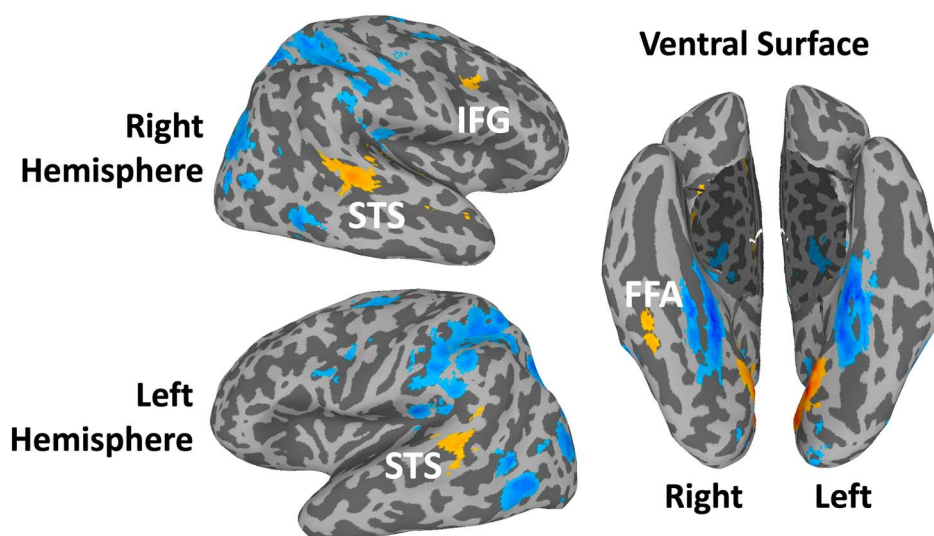 Right
Hemisphere
IFG
STS
Left
Hemisphere
STS
Ventral Surface
FFA
Right
Left